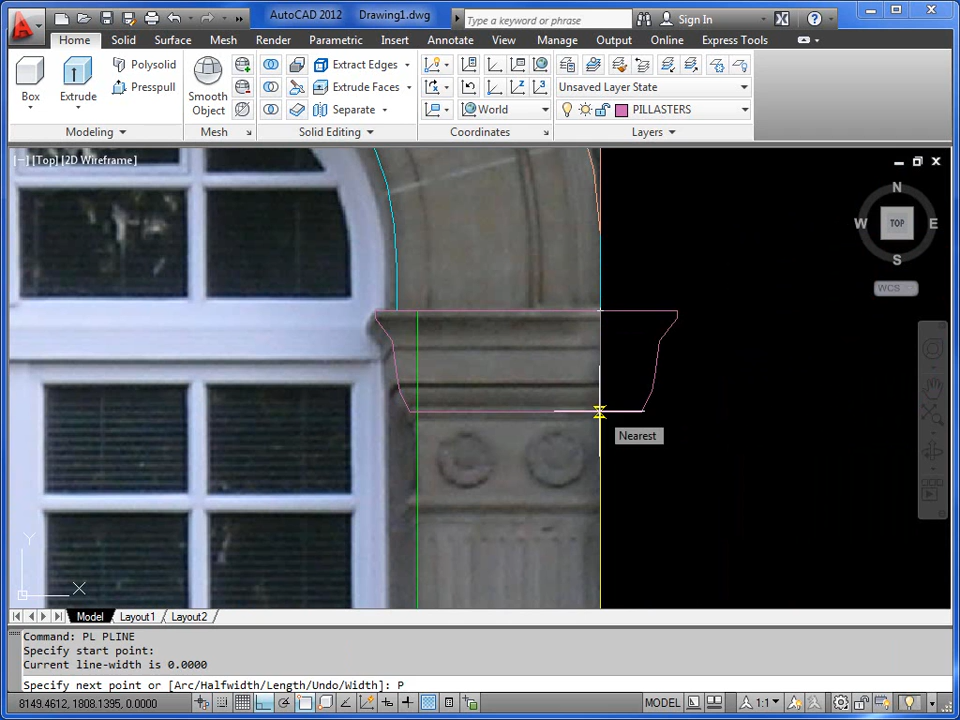 AutoCAD 2012 Drawing1.dwg
Type a keyword or phrase
Sign In
Home Solid Surface Mesh Render Parametric Insert Annotate View Manage Output Online Express Tools
Box
Extrude
Polysolid
Presspull
Modeling
Smooth
Object
Mesh
Extract Edges
Extrude Faces
Separate
Solid Editing
World
Coordinates
Unsaved Layer State
PILLASTERS
Layers
[−] [Top] [2D Wireframe]
N
W TOP E
S
WCS
Nearest
Y
X
Model Layout1 Layout2
Command: PL PLINE
Specify start point:
Current line-width is 0.0000
Specify next point or [Arc/Halfwidth/Length/Undo/Width]: P
8149.4612, 1808.1395, 0.0000
MODEL
1:1